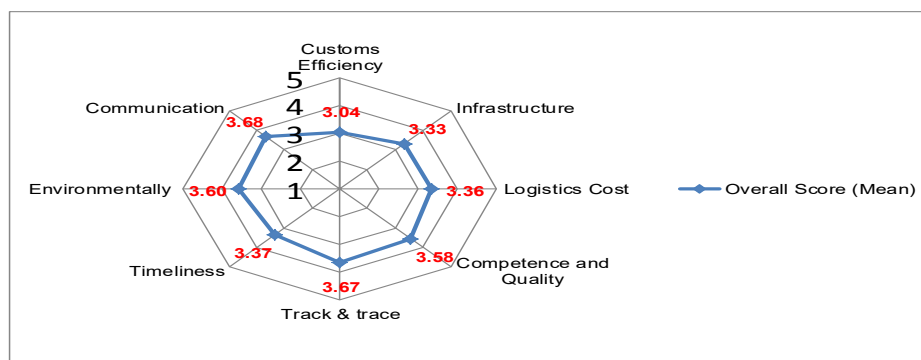 Customs
Efficiency
5
Communication
4
Infrastructure
3.68
3.04
3.33
3
2
Environmentally
3.60
1
3.36
Logistics Cost
Overall Score (Mean)
3.37
3.58
Timeliness
Competence and
Quality
3.67
Track & trace